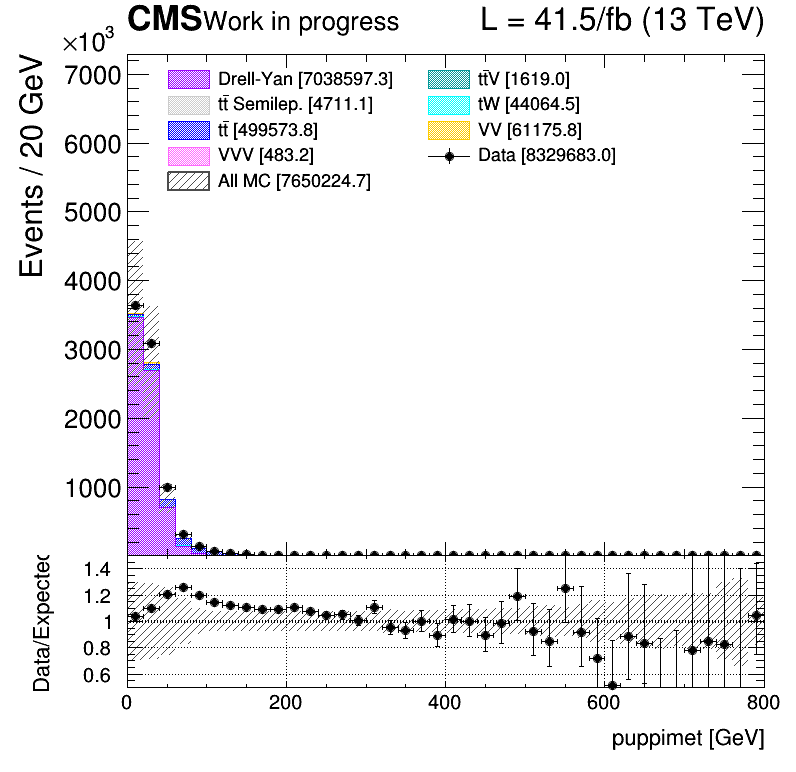 CMS Work in progress L = 41.5/fb (13 TeV)
×10³
Events / 20 GeV
7000
6000
5000
4000
3000
2000
1000
Drell-Yan [7038597.3]
tt̄ Semilep. [4711.1]
tt̄ [499573.8]
VVV [483.2]
All MC [7650224.7]
tt̄V [1619.0]
tW [44064.5]
VV [61175.8]
Data [8329683.0]
Data/Expected
1.4
1.2
1
0.8
0.6
0 200 400 600 800
puppimet [GeV]